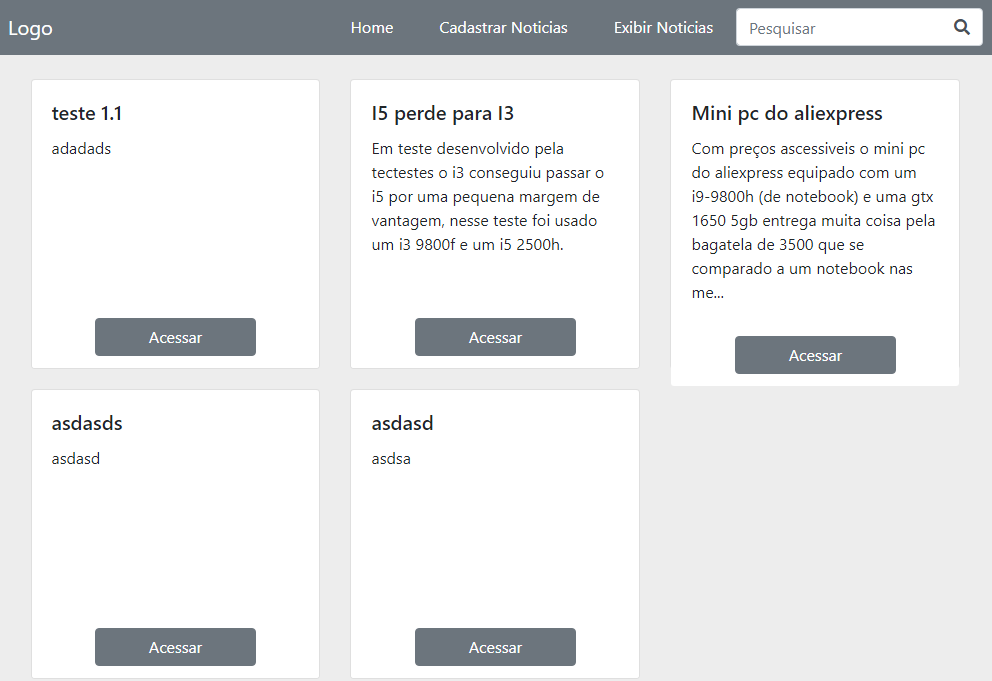 Logo
Home
Cadastrar Noticias
Exibir Noticias
Pesquisar
teste 1.1
adadads
Acessar
I5 perde para I3
Em teste desenvolvido pela
tectestes o i3 conseguiu passar o
i5 por uma pequena margem de
vantagem, nesse teste foi usado
um i3 9800f e um i5 2500h.
Acessar
Mini pc do aliexpress
Com preços ascessiveis o mini pc
do aliexpress equipado com um
i9-9800h (de notebook) e uma gtx
1650 5gb entrega muita coisa pela
bagatela de 3500 que se
comparado a um notebook nas
me...
Acessar
asdasds
asdasd
Acessar
asdasd
asdsa
Acessar